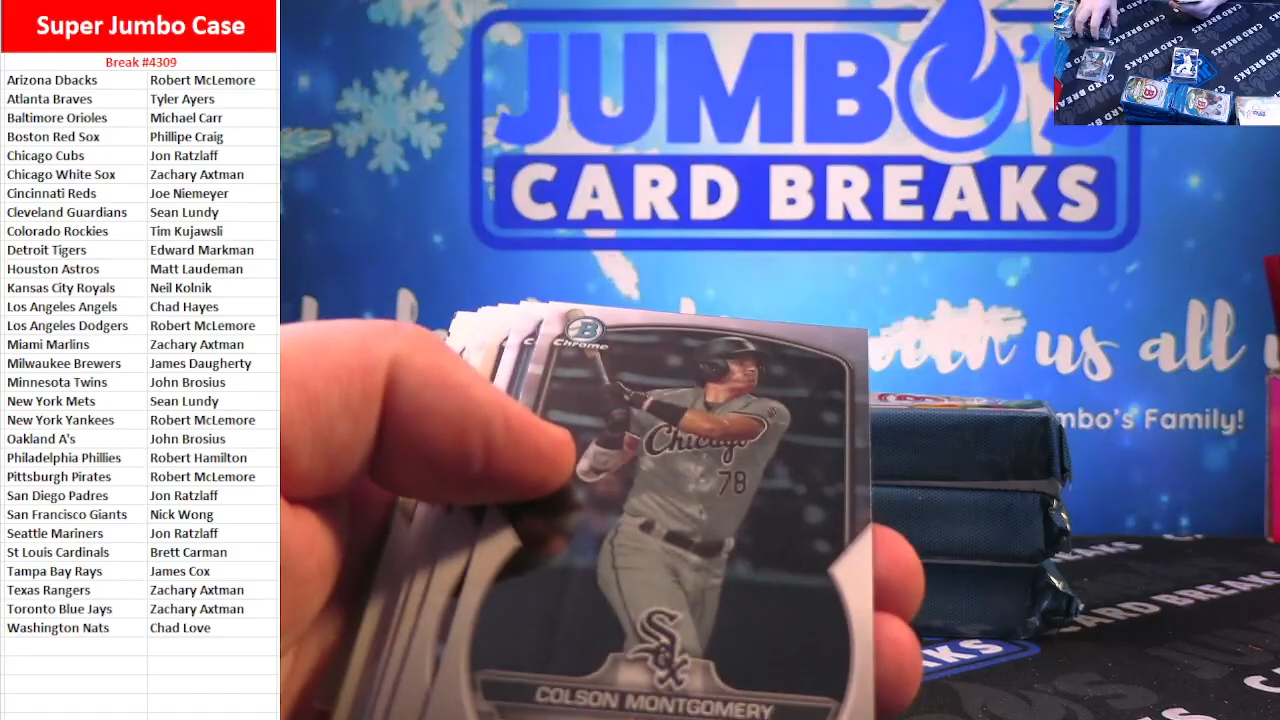 Super Jumbo Case
Break #4309
Arizona Dbacks Robert McLemore
Atlanta Braves Tyler Ayers
Baltimore Orioles Michael Carr
Boston Red Sox Phillipe Craig
Chicago Cubs Jon Ratzlaff
Chicago White Sox Zachary Axtman
Cincinnati Reds Joe Niemeyer
Cleveland Guardians Sean Lundy
Colorado Rockies Tim Kujawsli
Detroit Tigers Edward Markman
Houston Astros Matt Laudeman
Kansas City Royals Neil Kolnik
Los Angeles Angels Chad Hayes
Los Angeles Dodgers Robert McLemore
Miami Marlins Zachary Axtman
Milwaukee Brewers James Daugherty
Minnesota Twins John Brosius
New York Mets Sean Lundy
New York Yankees Robert McLemore
Oakland A's John Brosius
Philadelphia Phillies Robert Hamilton
Pittsburgh Pirates Robert McLemore
San Diego Padres Jon Ratzlaff
San Francisco Giants Nick Wong
Seattle Mariners Jon Ratzlaff
St Louis Cardinals Brett Carman
Tampa Bay Rays James Cox
Texas Rangers Zachary Axtman
Toronto Blue Jays Zachary Axtman
Washington Nats Chad Love
JUMBO'S
CARD BREAKS
CARD BREAKS
us all
mbo's Family!
B
Chrome
Chicago
78
Sox
COLSON MONTGOMERY
CARD BREAKS